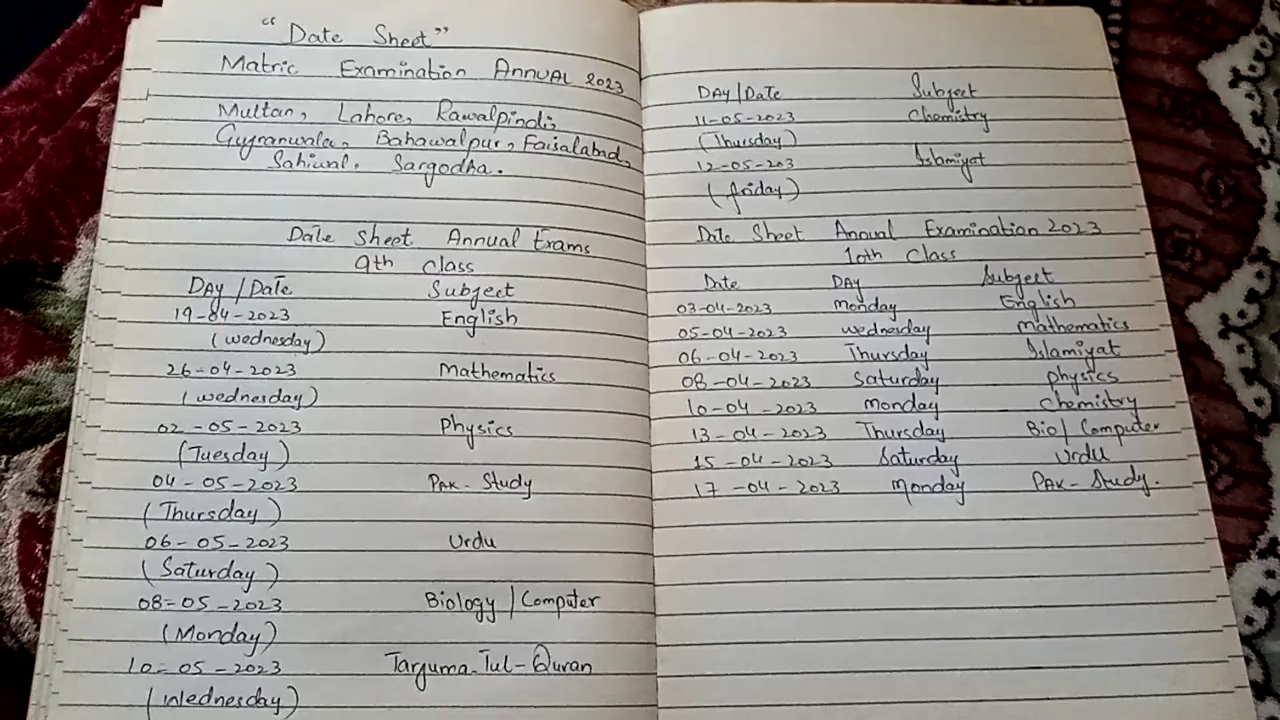 “Date Sheet”
Matric Examination Annual 2023
Multan, Lahore, Rawalpindi,
Gujranwala, Bahawalpur, Faisalabad,
Sahiwal, Sargodha.
Date Sheet Annual Exams
9th Class
DAY/Date Subject
19-04-2023 English
(wednesday)
26-04-2023 Mathematics
(wednesday)
02-05-2023 Physics
(Tuesday)
04-05-2023 PAK-Study
(Thursday)
06-05-2023 Urdu
(Saturday)
08-05-2023 Biology/Computer
(Monday)
10-05-2023 Tarjuma-Tul-Quran
(Wednesday)
DAY/Date Subject
11-05-2023 Chemistry
(Thursday)
12-05-203 Islamiyat
(friday)
Date Sheet Annual Examination 2023
10th Class
Date DAY Subject
03-04-2023 Monday English
05-04-2023 wednesday Mathematics
06-04-2023 Thursday Islamiyat
08-04-2023 Saturday Physics
10-04-2023 Monday Chemistry
13-04-2023 Thursday Bio/Computer
15-04-2023 Saturday Urdu
17-04-2023 Monday PAK-Study.